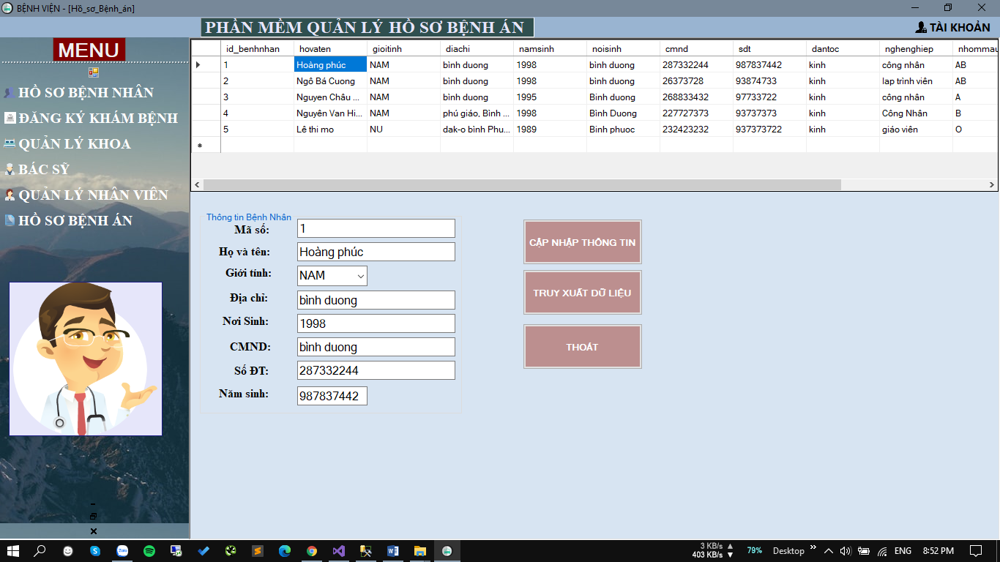 BỆNH VIỆN - [Hồ_sơ_Bệnh_án]
PHẦN MỀM QUẢN LÝ HỒ SƠ BỆNH ÁN
TÀI KHOẢN
MENU
HỒ SƠ BỆNH NHÂN
ĐĂNG KÝ KHÁM BỆNH
QUẢN LÝ KHOA
BÁC SỸ
QUẢN LÝ NHÂN VIÊN
HỒ SƠ BỆNH ÁN
id_benhnhan hovaten gioitinh diachi namsinh noisinh cmnd sdt dantoc nghenghiep nhommau
1 Hoàng phúc NAM bình duong 1998 bình duong 287332244 987837442 kinh công nhân AB
2 Ngô Bá Cuong NAM bình duong 1998 bình duong 26373728 93874733 kinh lap trình viên AB
3 Nguyen Châu ... NAM bình duong 1995 Bình duong 268833432 97733722 kinh công nhân A
4 Nguyên Van Hi... NAM phú giáo, Bình ... 1998 Bình Duong 227727373 93737373 kinh Công Nhân B
5 Lê thi mo NU dak-o bình Phu... 1989 Bình phuoc 232423232 937373722 kinh giáo viên O
Thông tin Bệnh Nhân
Mã số: 1
Họ và tên: Hoàng phúc
Giới tính: NAM
Địa chỉ: bình duong
Nơi Sinh: 1998
CMND: bình duong
Số ĐT: 287332244
Năm sinh: 987837442
CẬP NHẬP THÔNG TIN
TRUY XUẤT DỮ LIỆU
THOÁT
Zalo
3 KB/s
403 KB/s
79%
Desktop
ENG
8:52 PM